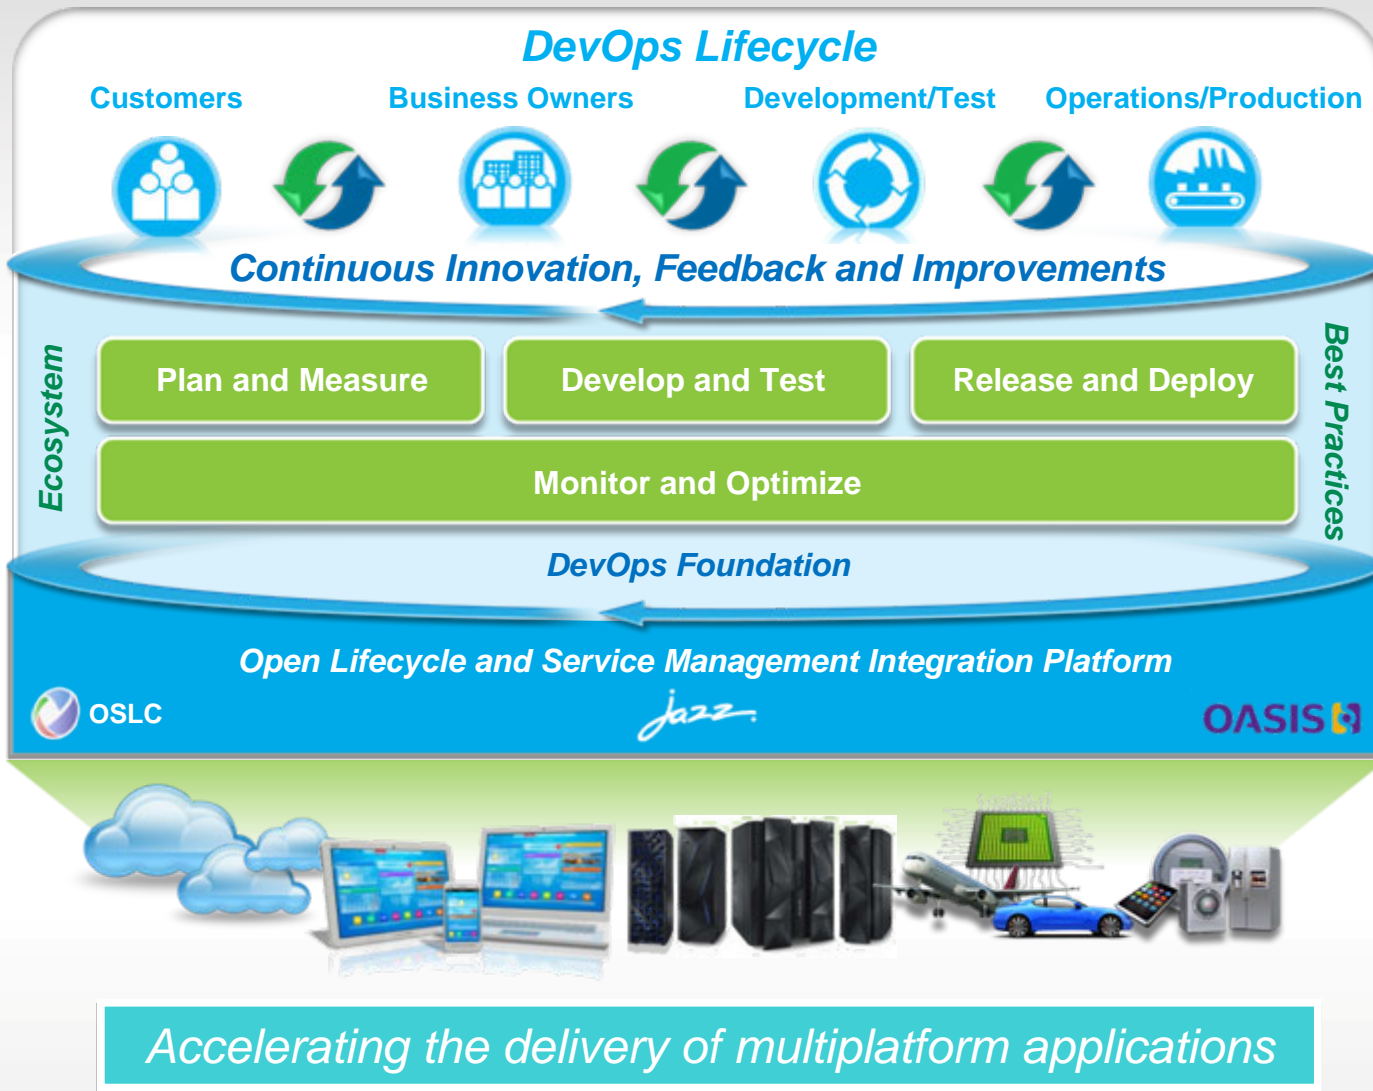 DevOps Lifecycle
Customers
Business Owners
Development/Test
Operations/Production
Continuous Innovation, Feedback and Improvements
Ecosystem
Plan and Measure
Develop and Test
Release and Deploy
Best Practices
Monitor and Optimize
DevOps Foundation
Open Lifecycle and Service Management Integration Platform
OSLC
jazz.
OASIS
Accelerating the delivery of multiplatform applications